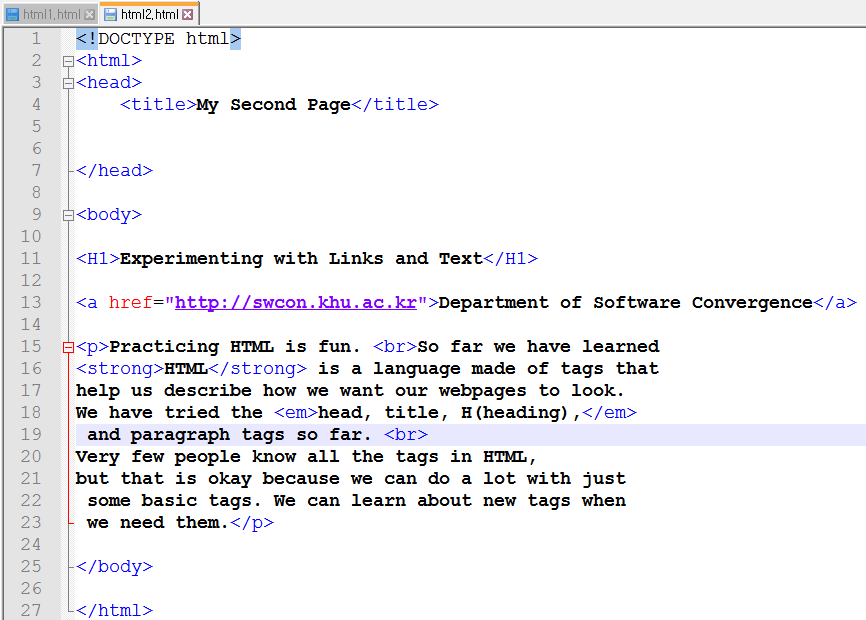 html1.html html2.html
1 <!DOCTYPE html>
2 <html>
3 <head>
4 <title>My Second Page</title>
5
6
7 </head>
8
9 <body>
10
11 <H1>Experimenting with Links and Text</H1>
12
13 <a href="http://swcon.khu.ac.kr">Department of Software Convergence</a>
14
15 <p>Practicing HTML is fun. <br>So far we have learned
16 <strong>HTML</strong> is a language made of tags that
17 help us describe how we want our webpages to look.
18 We have tried the <em>head, title, H(heading),</em>
19 and paragraph tags so far. <br>
20 Very few people know all the tags in HTML,
21 but that is okay because we can do a lot with just
22 some basic tags. We can learn about new tags when
23 we need them.</p>
24
25 </body>
26
27 </html>